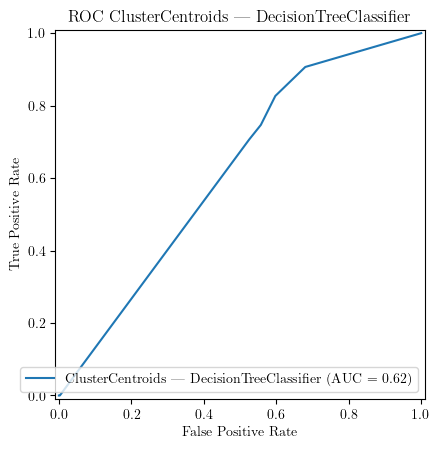 ROC ClusterCentroids — DecisionTreeClassifier
1.0
0.8
0.6
0.4
0.2
0.0
True Positive Rate
ClusterCentroids — DecisionTreeClassifier (AUC = 0.62)
0.0 0.2 0.4 0.6 0.8 1.0
False Positive Rate